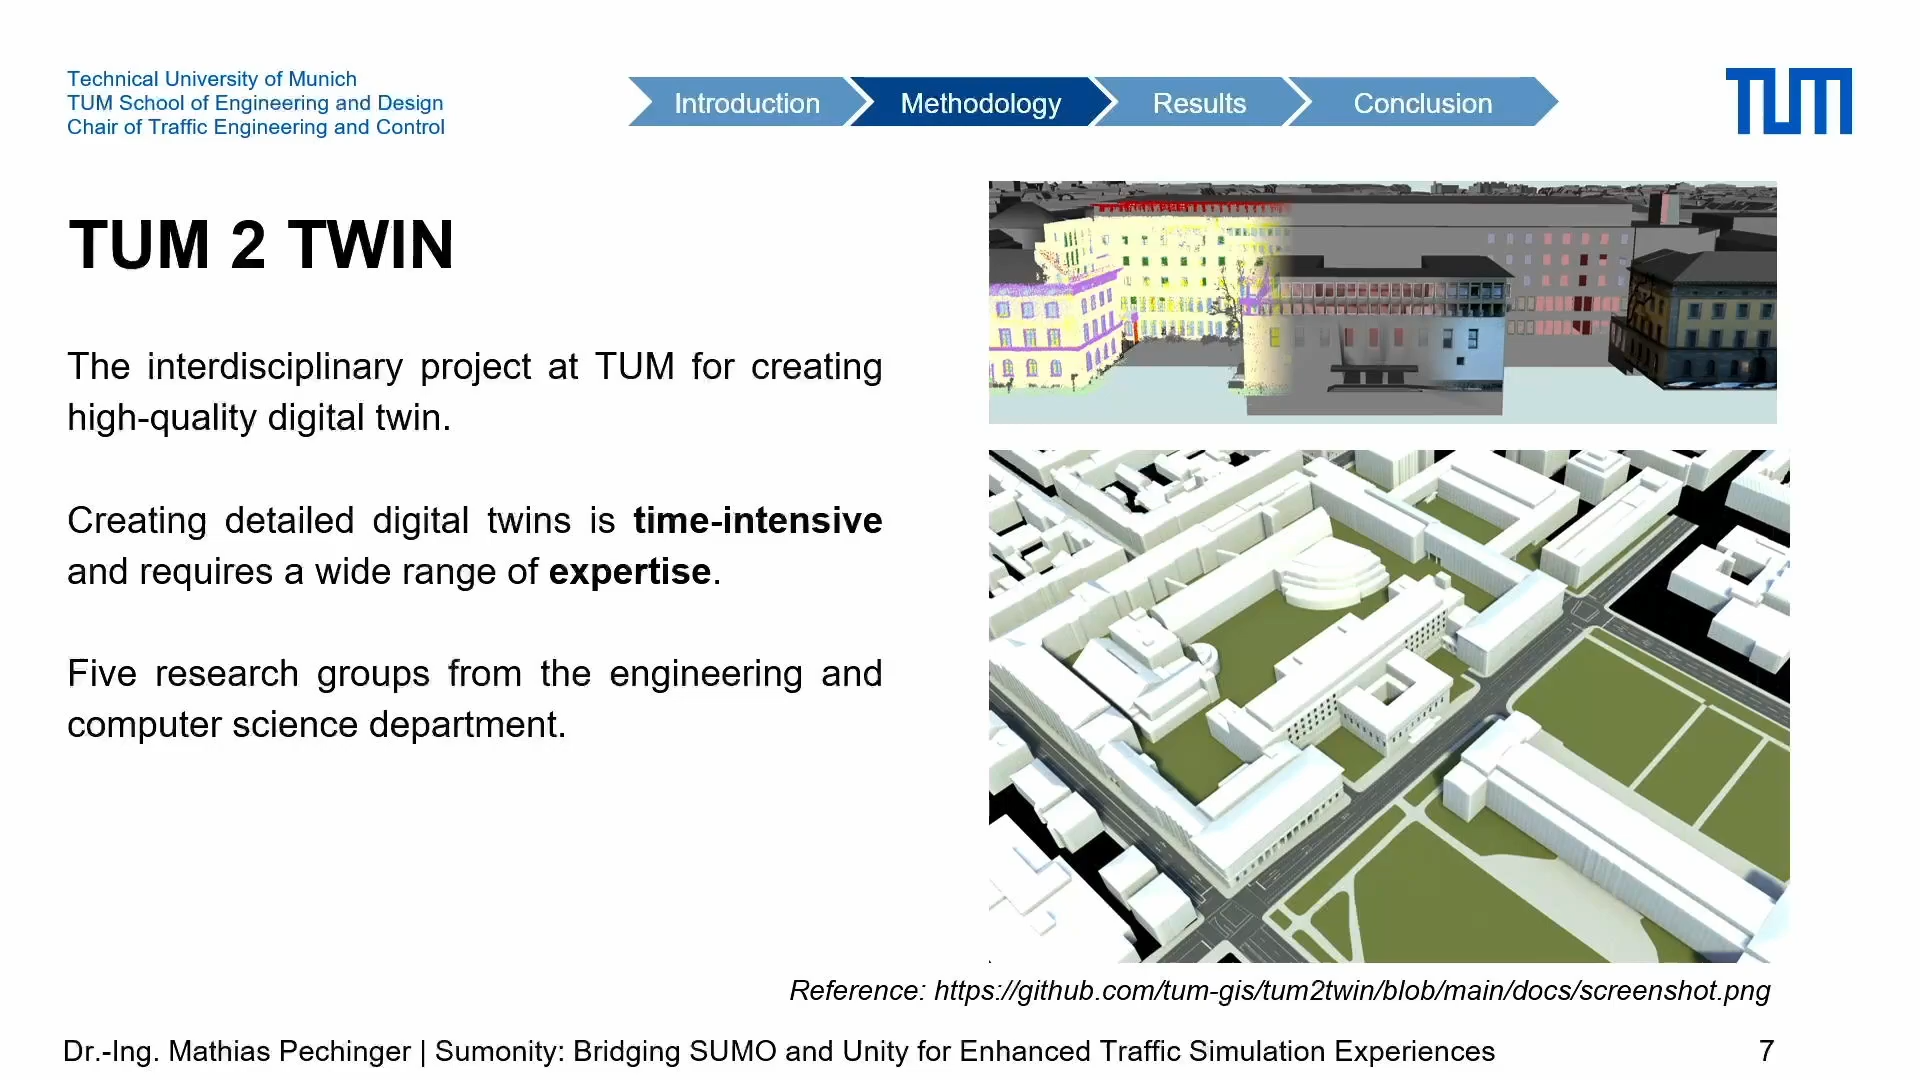 Technical University of Munich
TUM School of Engineering and Design
Chair of Traffic Engineering and Control
Introduction
Methodology
Results
Conclusion
TUM
TUM 2 TWIN
The interdisciplinary project at TUM for creating
high-quality digital twin.
Creating detailed digital twins is time-intensive
and requires a wide range of expertise.
Five research groups from the engineering and
computer science department.
Reference: https://github.com/tum-gis/tum2twin/blob/main/docs/screenshot.png
Dr.-Ing. Mathias Pechinger | Sumonity: Bridging SUMO and Unity for Enhanced Traffic Simulation Experiences
7